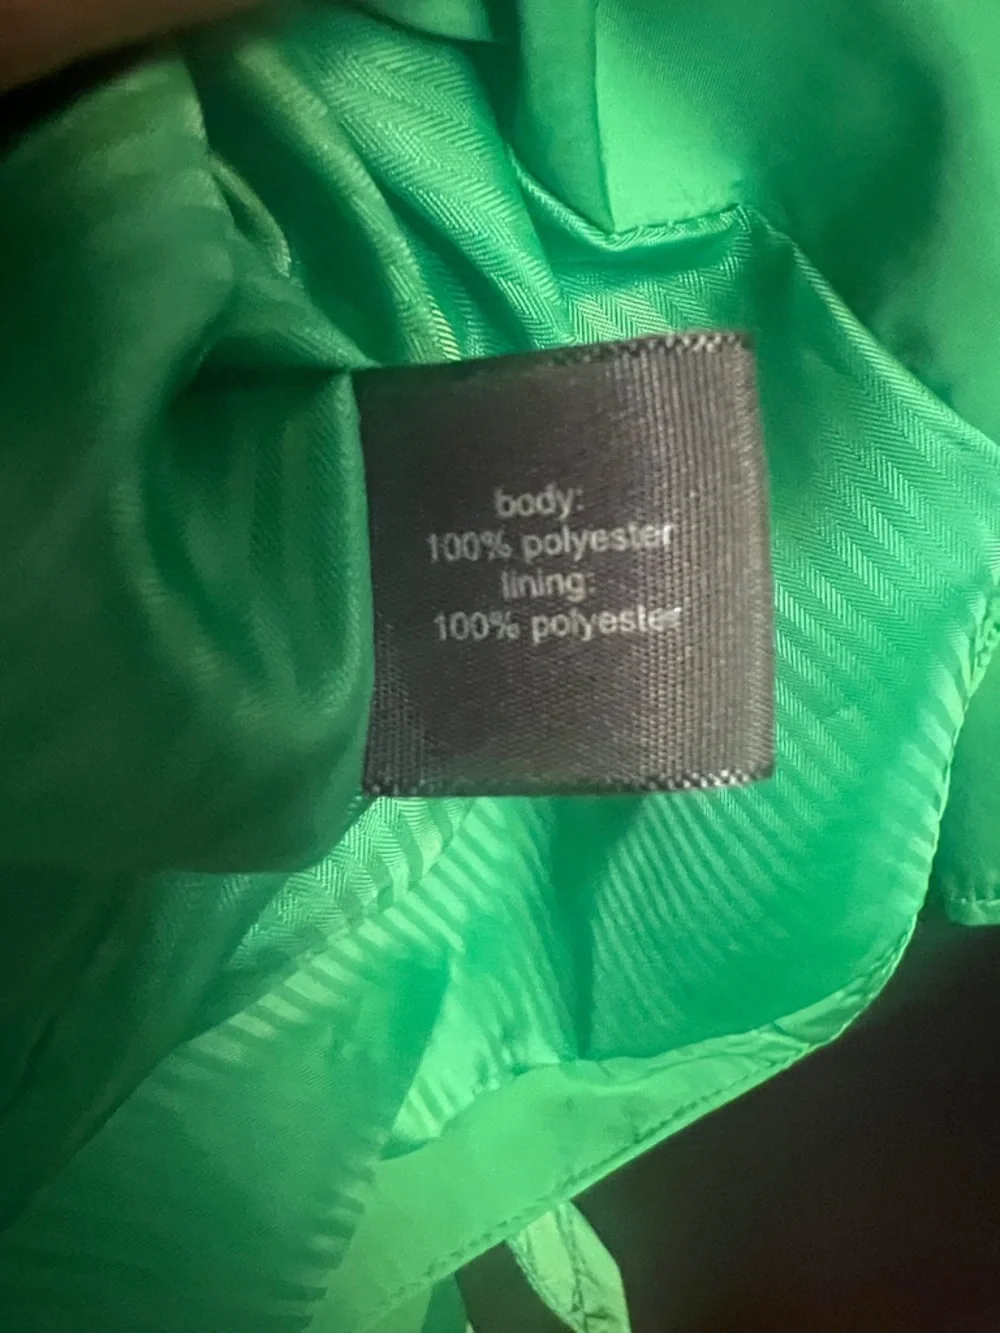 body:
100% polyester
lining:
100% polyester